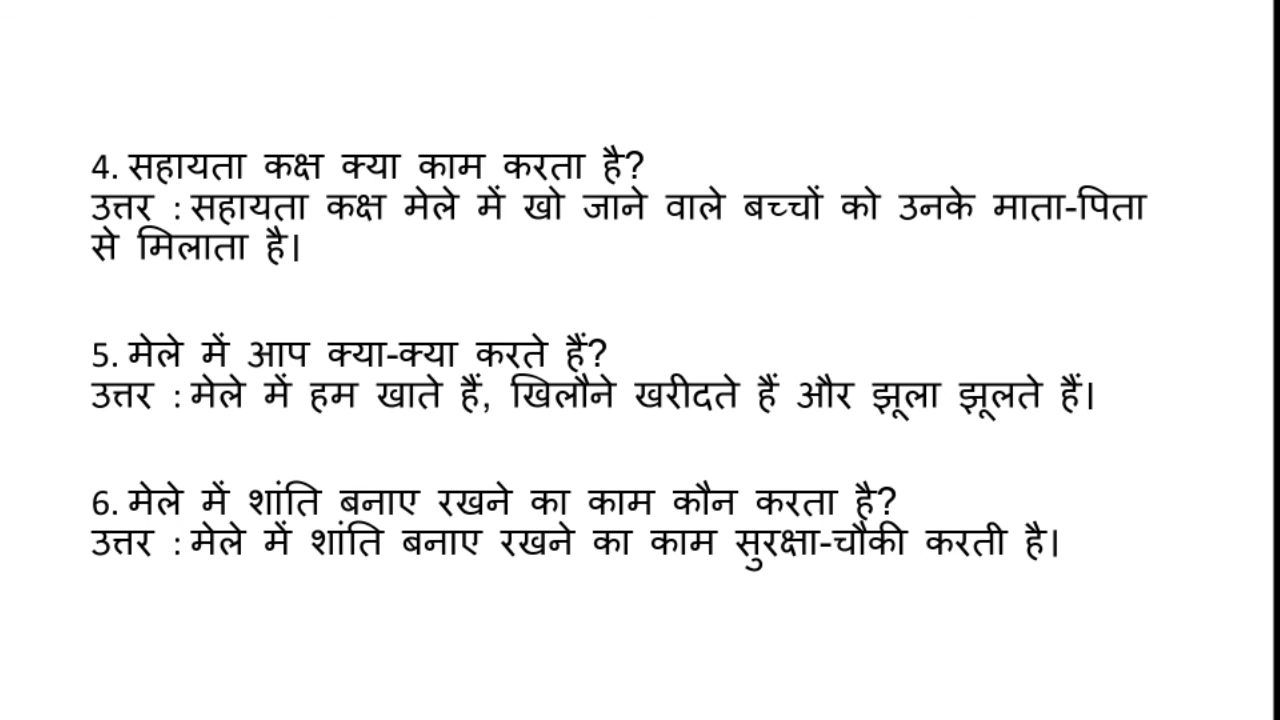 4. सहायता कक्ष क्या काम करता है?
उत्तर : सहायता कक्ष मेले में खो जाने वाले बच्चों को उनके माता-पिता
से मिलाता है।
5. मेले में आप क्या-क्या करते हैं?
उत्तर : मेले में हम खाते हैं, खिलौने खरीदते हैं और झूला झूलते हैं।
6. मेले में शांति बनाए रखने का काम कौन करता है?
उत्तर : मेले में शांति बनाए रखने का काम सुरक्षा-चौकी करती है।